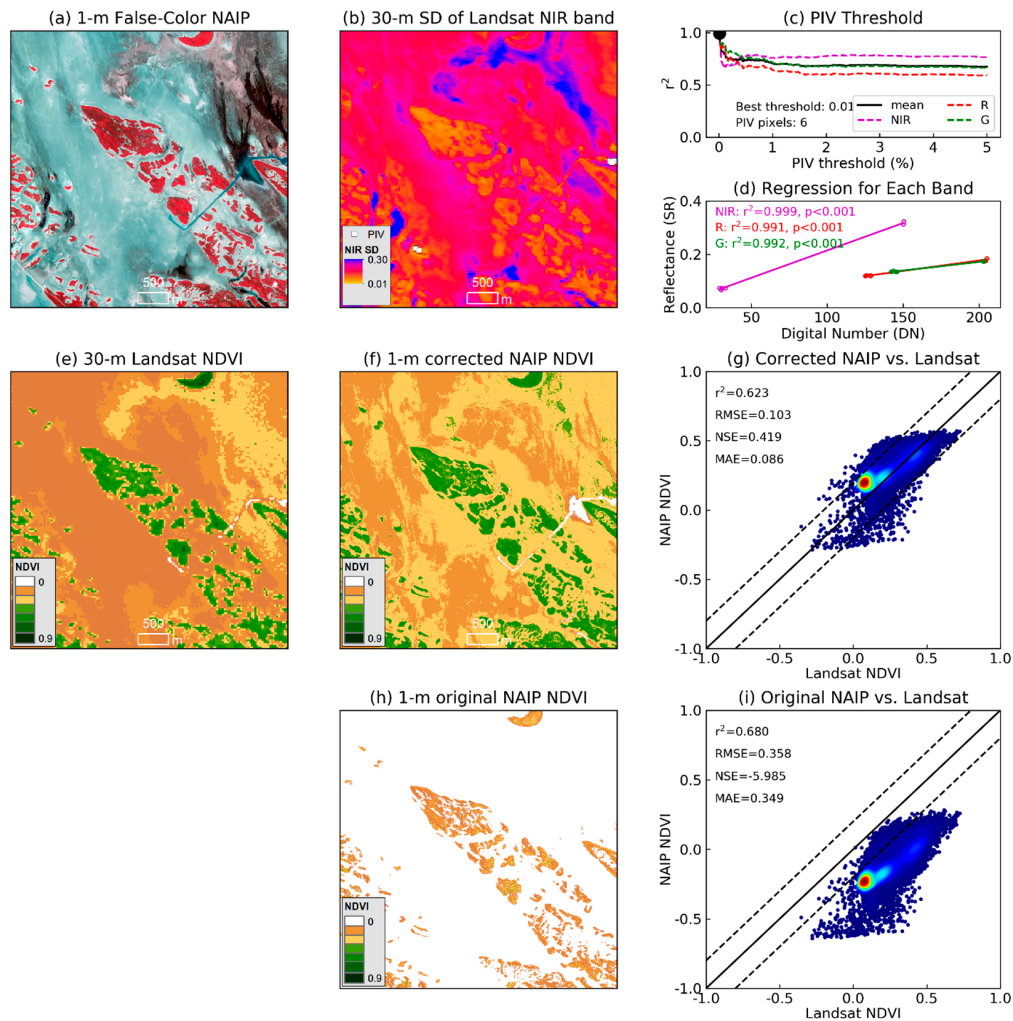 (a) 1-m False-Color NAIP
500
m
(b) 30-m SD of Landsat NIR band
PIV
NIR SD
0.30
0.01
500
m
(c) PIV Threshold
1.0
0.5
0.0
r²
Best threshold: 0.01
PIV pixels: 6
mean
NIR
R
G
0 1 2 3 4 5
PIV threshold (%)
(d) Regression for Each Band
0.4
0.2
0.0
Reflectance (SR)
NIR: r²=0.999, p<0.001
R: r²=0.991, p<0.001
G: r²=0.992, p<0.001
50 100 150 200
Digital Number (DN)
(e) 30-m Landsat NDVI
NDVI
0
0.9
500
m
(f) 1-m corrected NAIP NDVI
NDVI
0
0.9
500
m
(g) Corrected NAIP vs. Landsat
1.0
0.5
0.0
-0.5
-1.0
NAIP NDVI
r²=0.623
RMSE=0.103
NSE=0.419
MAE=0.086
-1.0 -0.5 0.0 0.5 1.0
Landsat NDVI
(h) 1-m original NAIP NDVI
NDVI
0
0.9
(i) Original NAIP vs. Landsat
1.0
0.5
0.0
-0.5
-1.0
NAIP NDVI
r²=0.680
RMSE=0.358
NSE=-5.985
MAE=0.349
-1.0 -0.5 0.0 0.5 1.0
Landsat NDVI